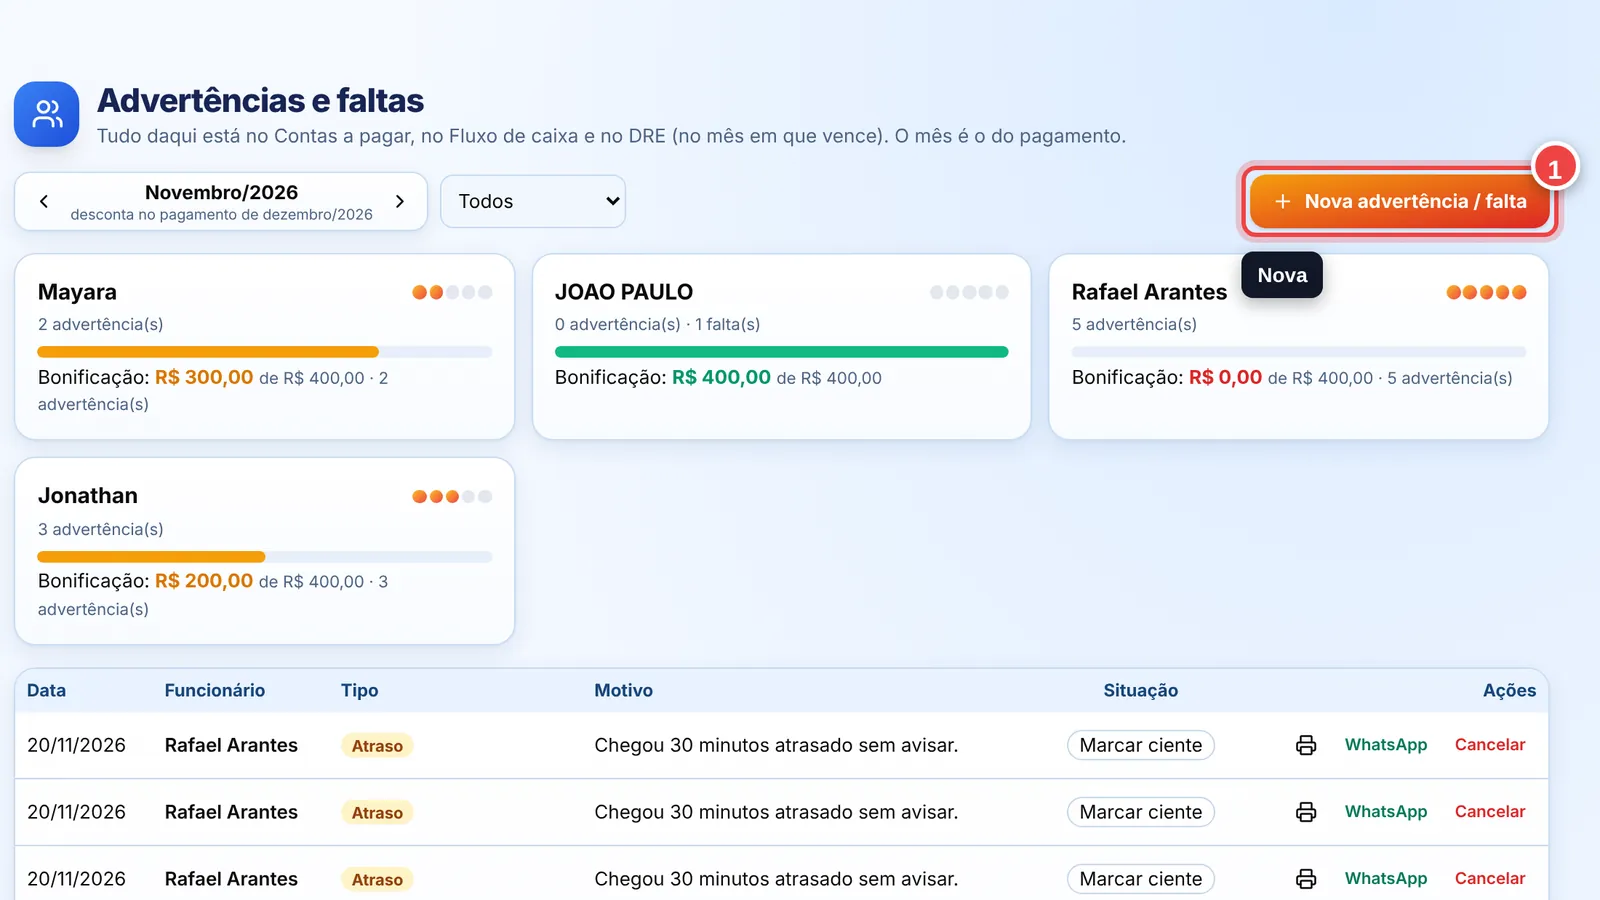 Advertências e faltas
Tudo daqui está no Contas a pagar, no Fluxo de caixa e no DRE (no mês em que vence). O mês é o do pagamento.
Novembro/2026
desconta no pagamento de dezembro/2026
Todos
+ Nova advertência / falta
1
Nova
Mayara
2 advertência(s)
Bonificação: R$ 300,00 de R$ 400,00 · 2
advertência(s)
JOAO PAULO
0 advertência(s) · 1 falta(s)
Bonificação: R$ 400,00 de R$ 400,00
Rafael Arantes
5 advertência(s)
Bonificação: R$ 0,00 de R$ 400,00 · 5 advertência(s)
Jonathan
3 advertência(s)
Bonificação: R$ 200,00 de R$ 400,00 · 3
advertência(s)
Data Funcionário Tipo Motivo Situação Ações
20/11/2026 Rafael Arantes Atraso Chegou 30 minutos atrasado sem avisar. Marcar ciente WhatsApp Cancelar
20/11/2026 Rafael Arantes Atraso Chegou 30 minutos atrasado sem avisar. Marcar ciente WhatsApp Cancelar
20/11/2026 Rafael Arantes Atraso Chegou 30 minutos atrasado sem avisar. Marcar ciente WhatsApp Cancelar